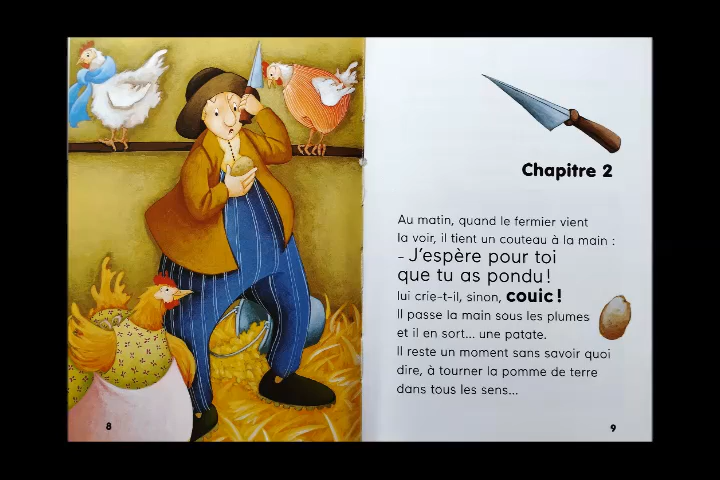 8
Chapitre 2
Au matin, quand le fermier vient
la voir, il tient un couteau à la main :
– J'espère pour toi
que tu as pondu !
lui crie-t-il, sinon, couic !
Il passe la main sous les plumes
et il en sort... une patate.
Il reste un moment sans savoir quoi
dire, à tourner la pomme de terre
dans tous les sens...
9